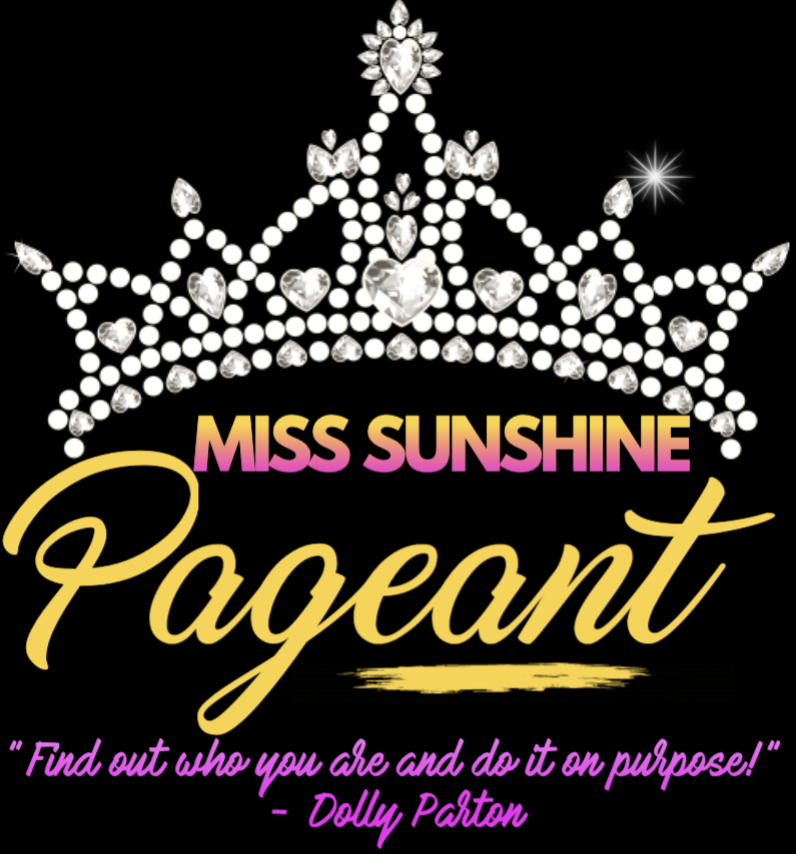 MISS SUNSHINE
Pageant
"Find out who you are and do it on purpose!"
- Dolly Parton